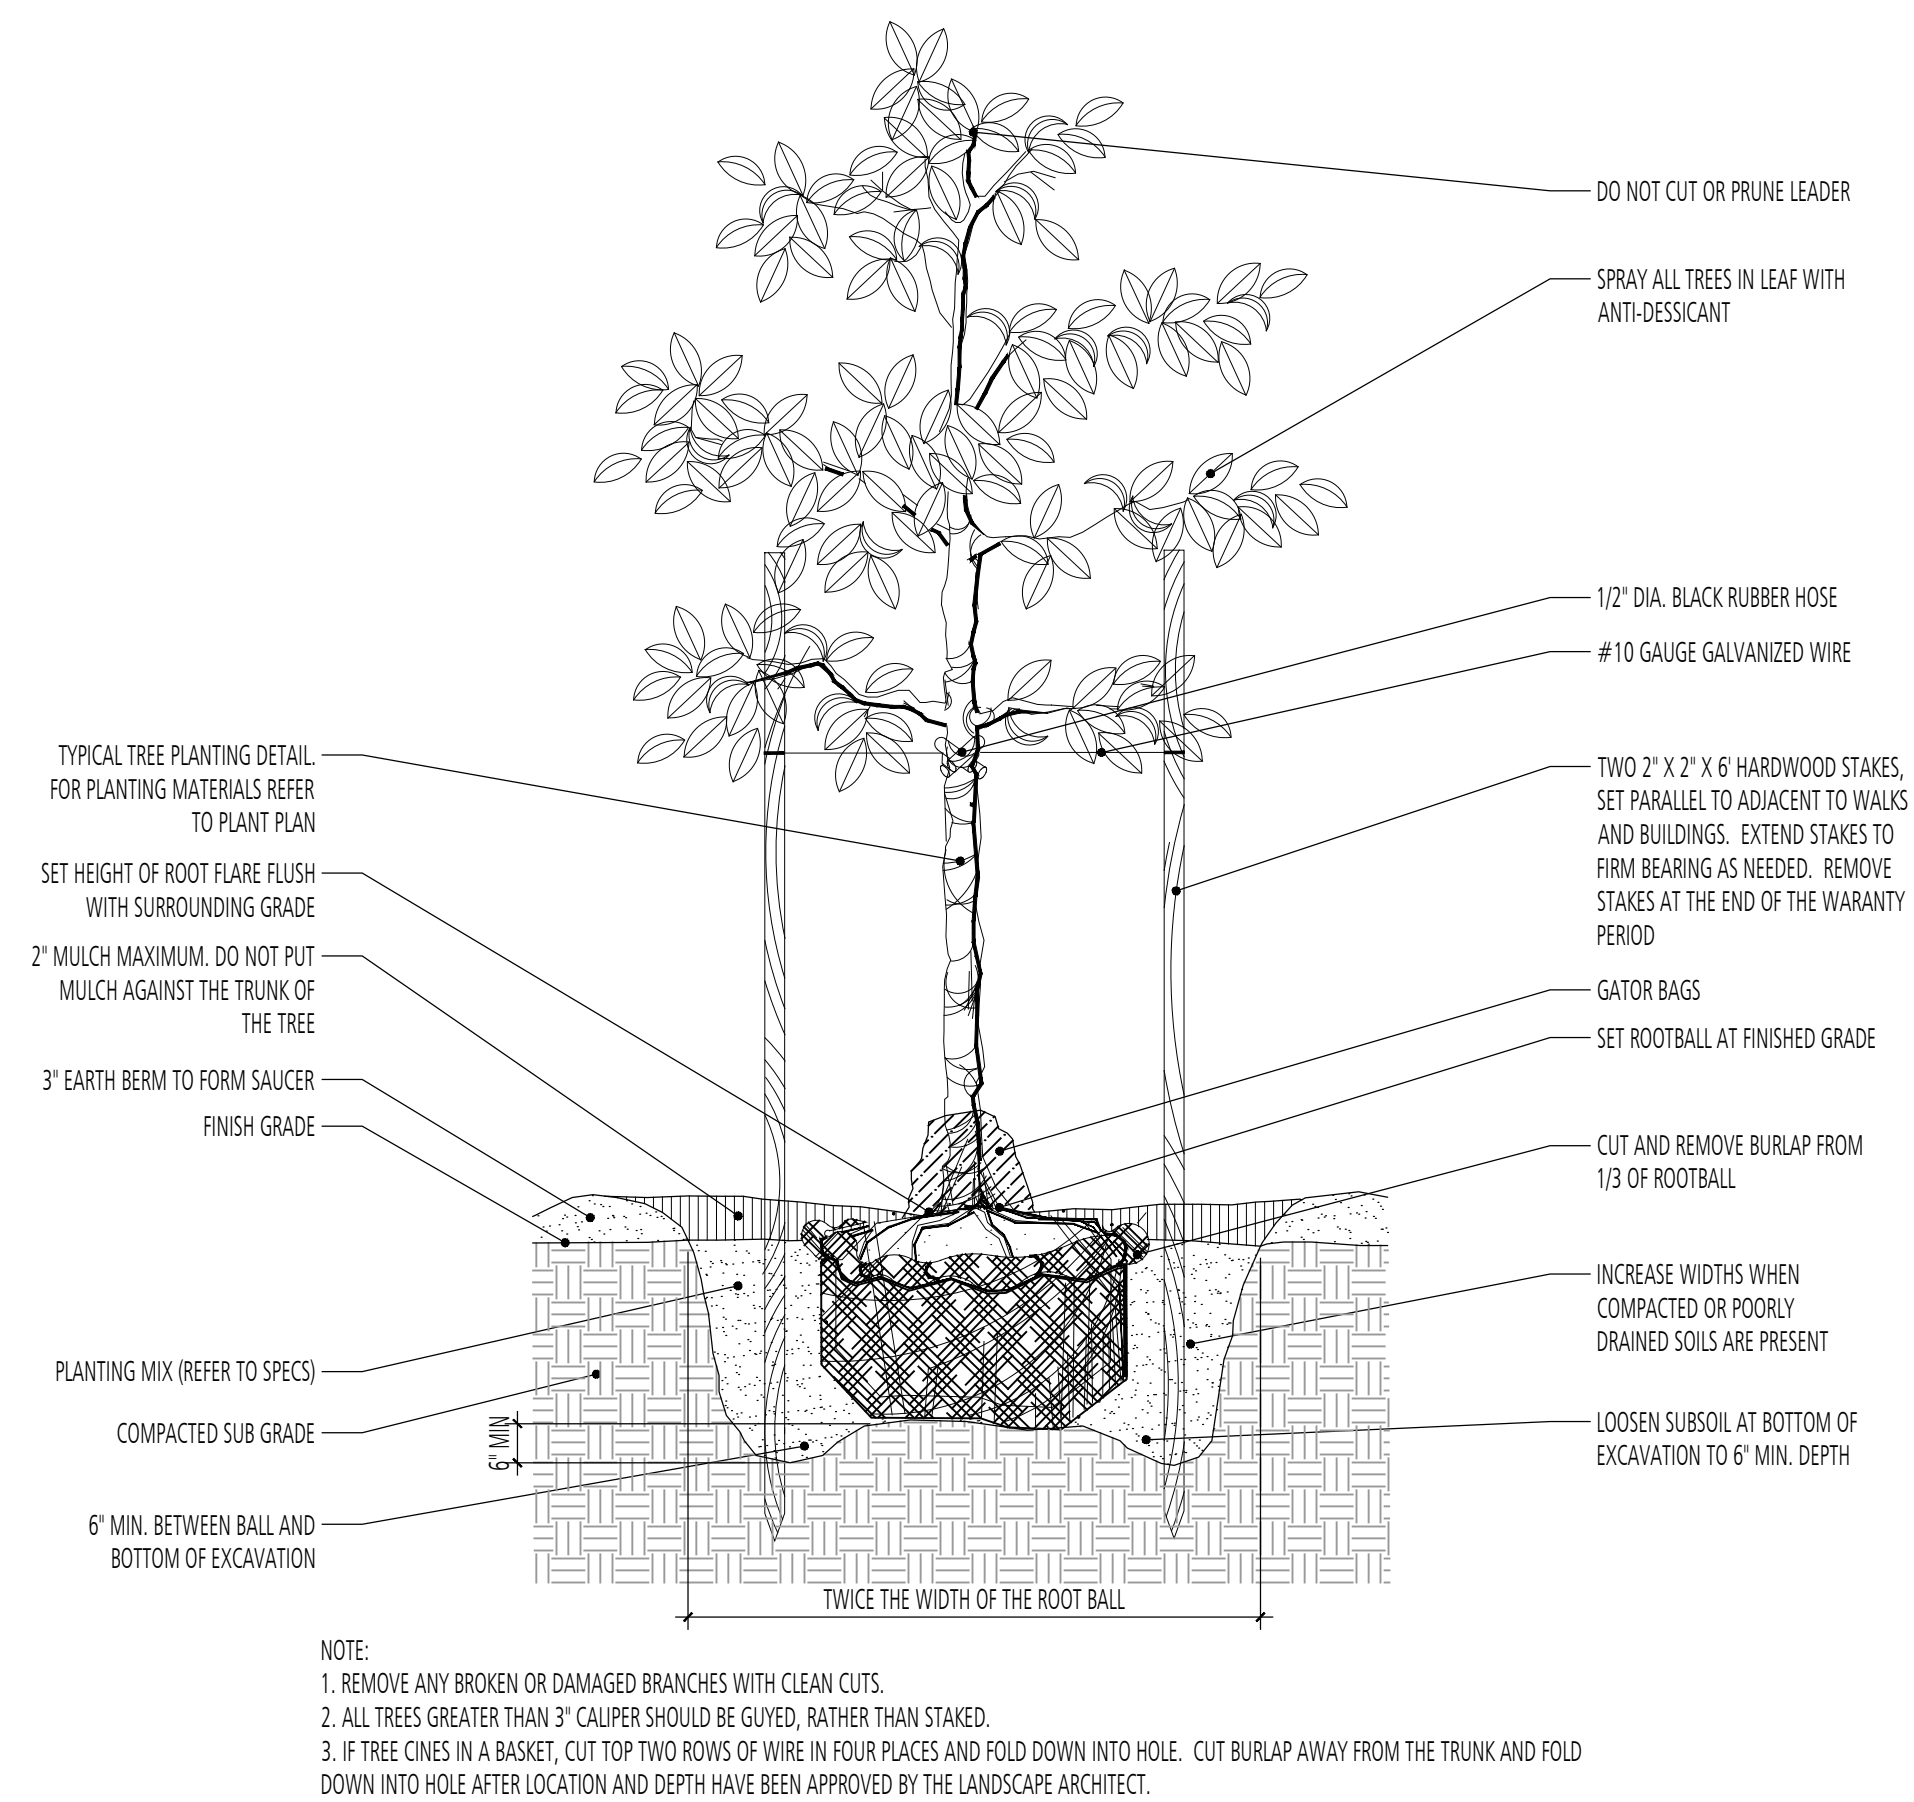 DO NOT CUT OR PRUNE LEADER
SPRAY ALL TREES IN LEAF WITH
ANTI-DESSICANT
1/2" DIA. BLACK RUBBER HOSE
#10 GAUGE GALVANIZED WIRE
TWO 2" X 2" X 6' HARDWOOD STAKES,
SET PARALLEL TO ADJACENT TO WALKS
AND BUILDINGS.  EXTEND STAKES TO
FIRM BEARING AS NEEDED.  REMOVE
STAKES AT THE END OF THE WARANTY
PERIOD
GATOR BAGS
SET ROOTBALL AT FINISHED GRADE
CUT AND REMOVE BURLAP FROM
1/3 OF ROOTBALL
INCREASE WIDTHS WHEN
COMPACTED OR POORLY
DRAINED SOILS ARE PRESENT
LOOSEN SUBSOIL AT BOTTOM OF
EXCAVATION TO 6" MIN. DEPTH
TYPICAL TREE PLANTING DETAIL.
FOR PLANTING MATERIALS REFER
TO PLANT PLAN
SET HEIGHT OF ROOT FLARE FLUSH
WITH SURROUNDING GRADE
2" MULCH MAXIMUM. DO NOT PUT
MULCH AGAINST THE TRUNK OF
THE TREE
3" EARTH BERM TO FORM SAUCER
FINISH GRADE
PLANTING MIX (REFER TO SPECS)
COMPACTED SUB GRADE
6" MIN
6" MIN. BETWEEN BALL AND
BOTTOM OF EXCAVATION
TWICE THE WIDTH OF THE ROOT BALL
NOTE:
1. REMOVE ANY BROKEN OR DAMAGED BRANCHES WITH CLEAN CUTS.
2. ALL TREES GREATER THAN 3" CALIPER SHOULD BE GUYED, RATHER THAN STAKED.
3. IF TREE CINES IN A BASKET, CUT TOP TWO ROWS OF WIRE IN FOUR PLACES AND FOLD DOWN INTO HOLE.  CUT BURLAP AWAY FROM THE TRUNK AND FOLD
DOWN INTO HOLE AFTER LOCATION AND DEPTH HAVE BEEN APPROVED BY THE LANDSCAPE ARCHITECT.